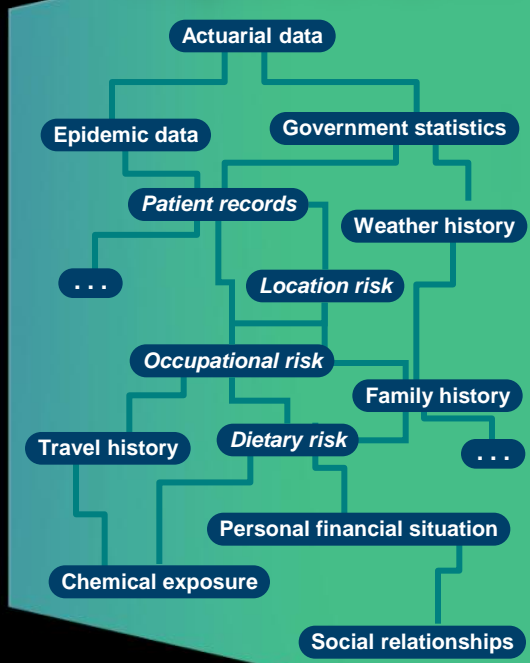 Actuarial data
Epidemic data
Government statistics
Patient records
Weather history
. . .
Location risk
Occupational risk
Family history
Travel history
Dietary risk
. . .
Personal financial situation
Chemical exposure
Social relationships